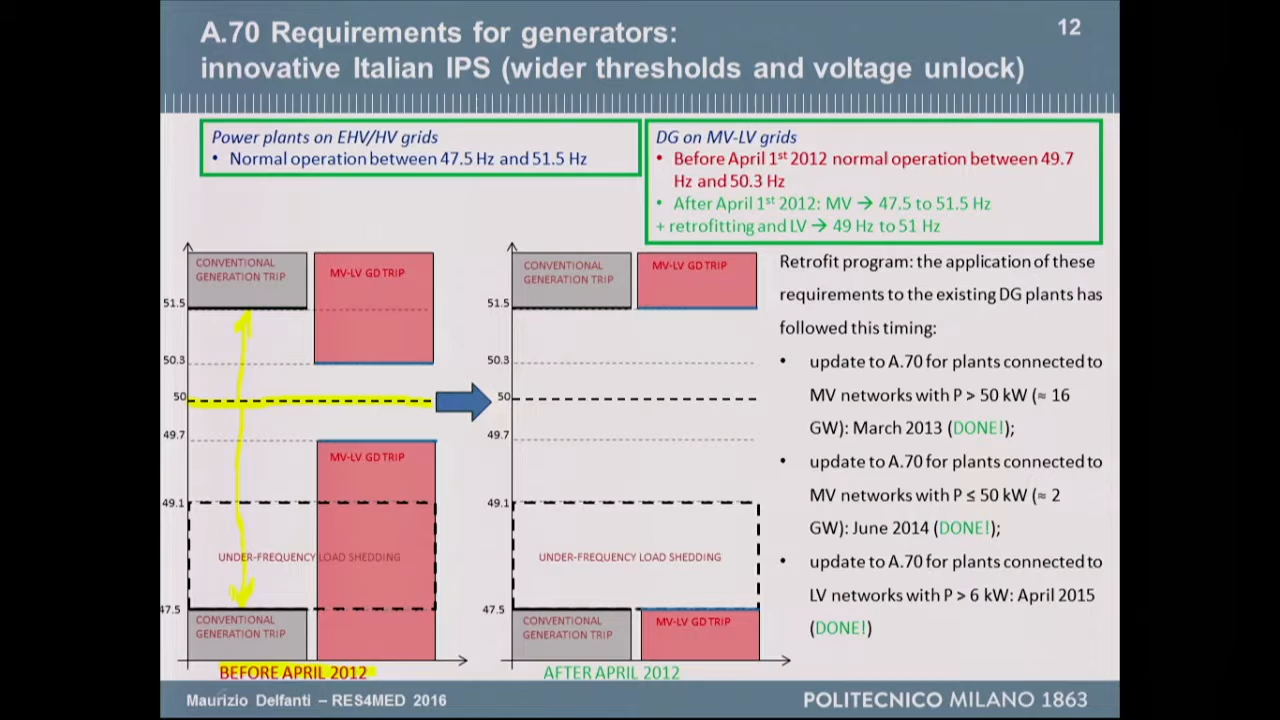 A.70 Requirements for generators:
12
innovative Italian IPS (wider thresholds and voltage unlock)
Power plants on EHV/HV grids
• Normal operation between 47.5 Hz and 51.5 Hz
DG on MV-LV grids
• Before April 1st 2012 normal operation between 49.7
Hz and 50.3 Hz
• After April 1st 2012: MV → 47.5 to 51.5 Hz
+ retrofitting and LV → 49 Hz to 51 Hz
CONVENTIONAL
GENERATION TRIP
MV-LV GD TRIP
51.5
50.3
50
49.7
MV-LV GD TRIP
49.1
UNDER-FREQUENCY LOAD SHEDDING
47.5
CONVENTIONAL
GENERATION TRIP
BEFORE APRIL 2012
CONVENTIONAL
GENERATION TRIP
MV-LV GD TRIP
51.5
50.3
50
49.7
49.1
UNDER-FREQUENCY LOAD SHEDDING
47.5
CONVENTIONAL
GENERATION TRIP
MV-LV GD TRIP
AFTER APRIL 2012
Retrofit program: the application of these
requirements to the existing DG plants has
followed this timing:
• update to A.70 for plants connected to
MV networks with P > 50 kW (≈ 16
GW): March 2013 (DONE!);
• update to A.70 for plants connected to
MV networks with P ≤ 50 kW (≈ 2
GW): June 2014 (DONE!);
• update to A.70 for plants connected to
LV networks with P > 6 kW: April 2015
(DONE!)
Maurizio Delfanti – RES4MED 2016
POLITECNICO MILANO 1863